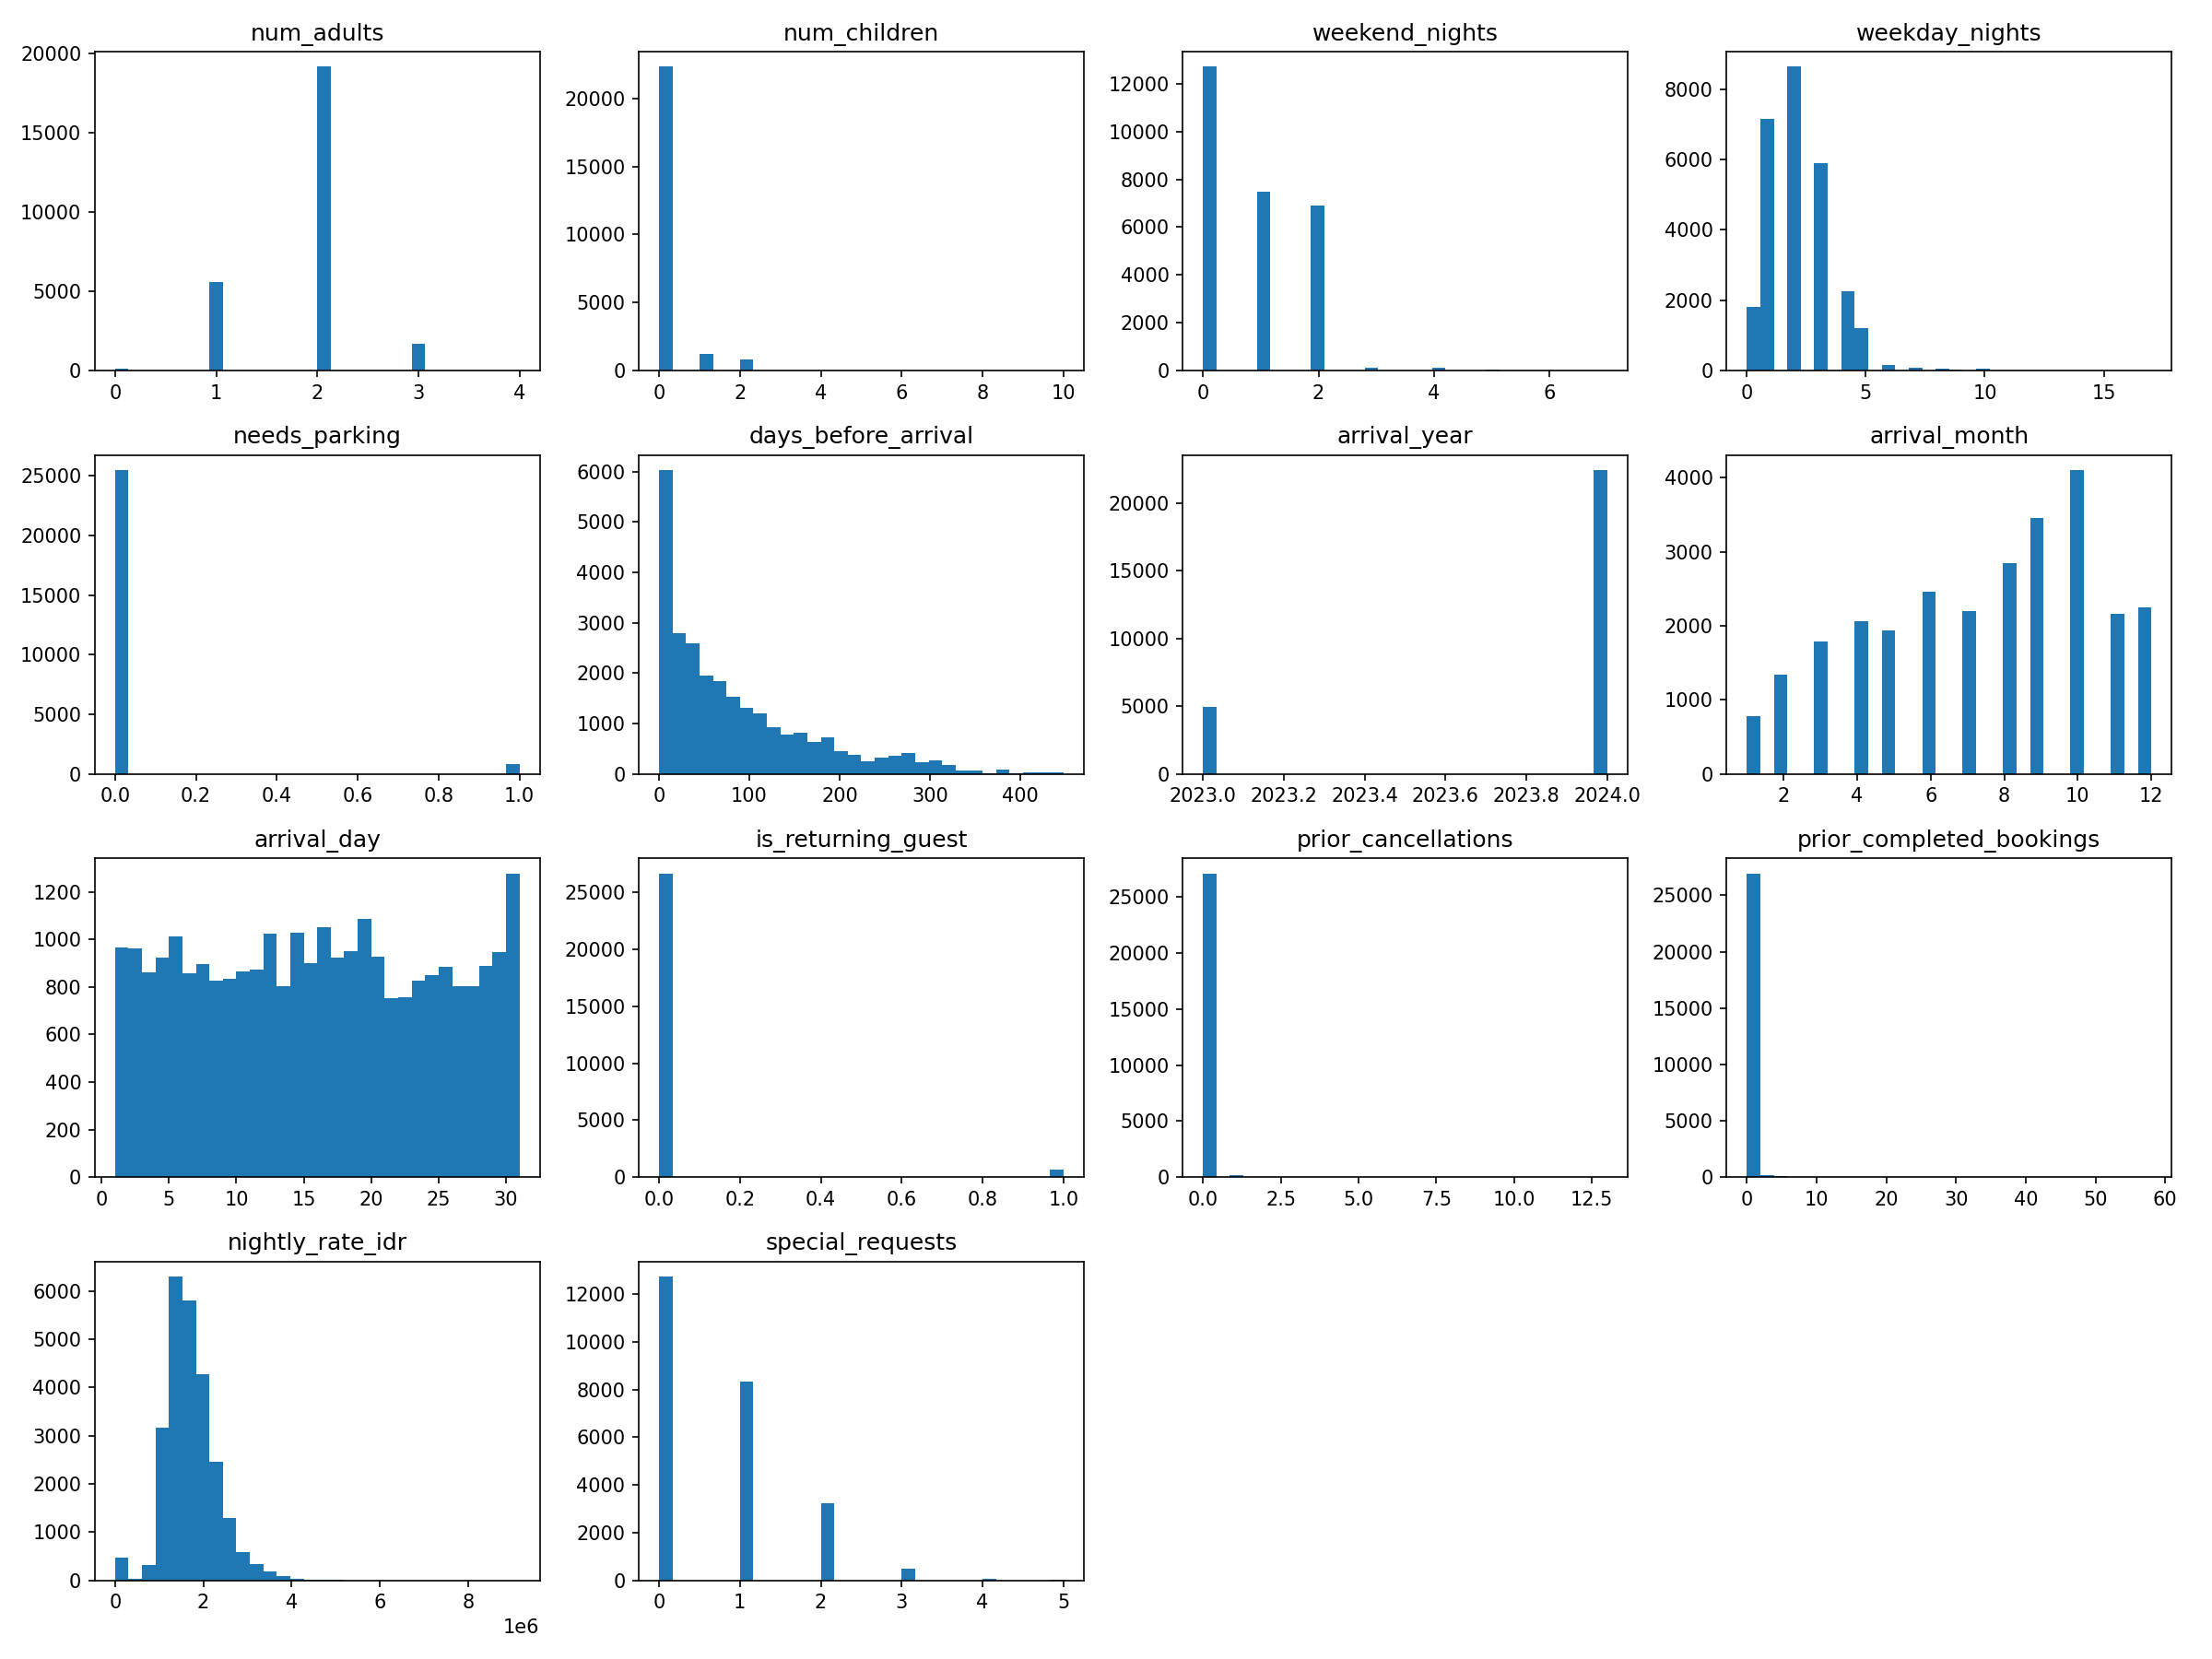 num_adults
20000
15000
10000
5000
0
0 1 2 3 4
num_children
20000
15000
10000
5000
0
0 2 4 6 8 10
weekend_nights
12000
10000
8000
6000
4000
2000
0
0 2 4 6
weekday_nights
8000
6000
4000
2000
0
0 5 10 15
needs_parking
25000
20000
15000
10000
5000
0
0.0 0.2 0.4 0.6 0.8 1.0
days_before_arrival
6000
5000
4000
3000
2000
1000
0
0 100 200 300 400
arrival_year
20000
15000
10000
5000
0
2023.0 2023.2 2023.4 2023.6 2023.8 2024.0
arrival_month
4000
3000
2000
1000
0
2 4 6 8 10 12
arrival_day
1200
1000
800
600
400
200
0
0 5 10 15 20 25 30
is_returning_guest
25000
20000
15000
10000
5000
0
0.0 0.2 0.4 0.6 0.8 1.0
prior_cancellations
25000
20000
15000
10000
5000
0
0.0 2.5 5.0 7.5 10.0 12.5
prior_completed_bookings
25000
20000
15000
10000
5000
0
0 10 20 30 40 50 60
nightly_rate_idr
6000
5000
4000
3000
2000
1000
0
0 2 4 6 8
1e6
special_requests
12000
10000
8000
6000
4000
2000
0
0 1 2 3 4 5